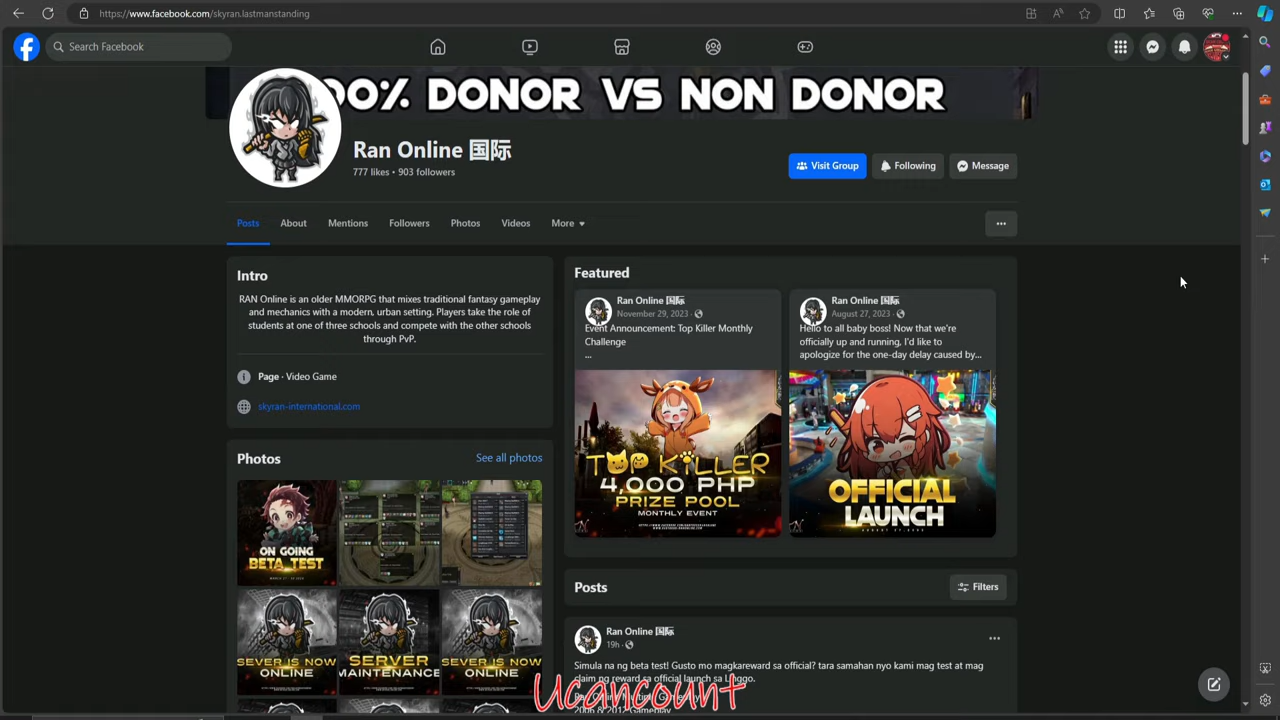 https://www.facebook.com/skyran.lastmanstanding
Search Facebook
00% DONOR VS NON DONOR
Ran Online 国际
777 likes • 903 followers
Visit Group
Following
Message
Posts
About
Mentions
Followers
Photos
Videos
More
Intro
RAN Online is an older MMORPG that mixes traditional fantasy gameplay
and mechanics with a modern, urban setting. Players take the role of
students at one of three schools and compete with the other schools
through PvP.
Page · Video Game
skyran-international.com
Photos
See all photos
ON GOING
BETA TEST
SEVER IS NOW
ONLINE
SERVER
MAINTENANCE
SEVER IS NOW
ONLINE
Featured
Ran Online 国际
November 29, 2023 ·
Event Announcement: Top Killer Monthly
Challenge
...
TOP KILLER
4,000 PHP
PRIZE POOL
MONTHLY EVENT
Ran Online 国际
August 27, 2023 ·
Hello to all baby boss! Now that we're
officially up and running, I'd like to
apologize for the one-day delay caused by...
OFFICIAL
LAUNCH
Posts
Filters
Ran Online 国际
19h ·
Simula na ng beta test! Gusto mo magkareward sa official? tara samahan nyo kami mag test at mag
claim ng reward sa official launch sa Linggo.
2006 & 2012 Gameplay
Ucancount